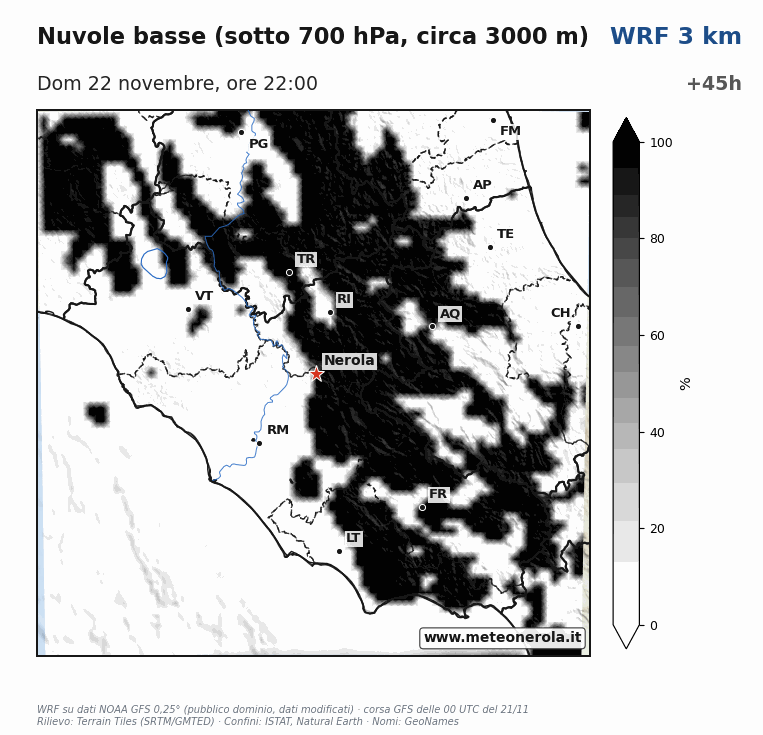 Nuvole basse (sotto 700 hPa, circa 3000 m) WRF 3 km
Dom 22 novembre, ore 22:00 +45h
FM
PG
AP
TE
TR
VT
RI
AQ
CH
Nerola
RM
FR
LT
www.meteonerola.it
100
80
60
40
20
0
%
WRF su dati NOAA GFS 0,25° (pubblico dominio, dati modificati) · corsa GFS delle 00 UTC del 21/11
Rilievo: Terrain Tiles (SRTM/GMTED) · Confini: ISTAT, Natural Earth · Nomi: GeoNames